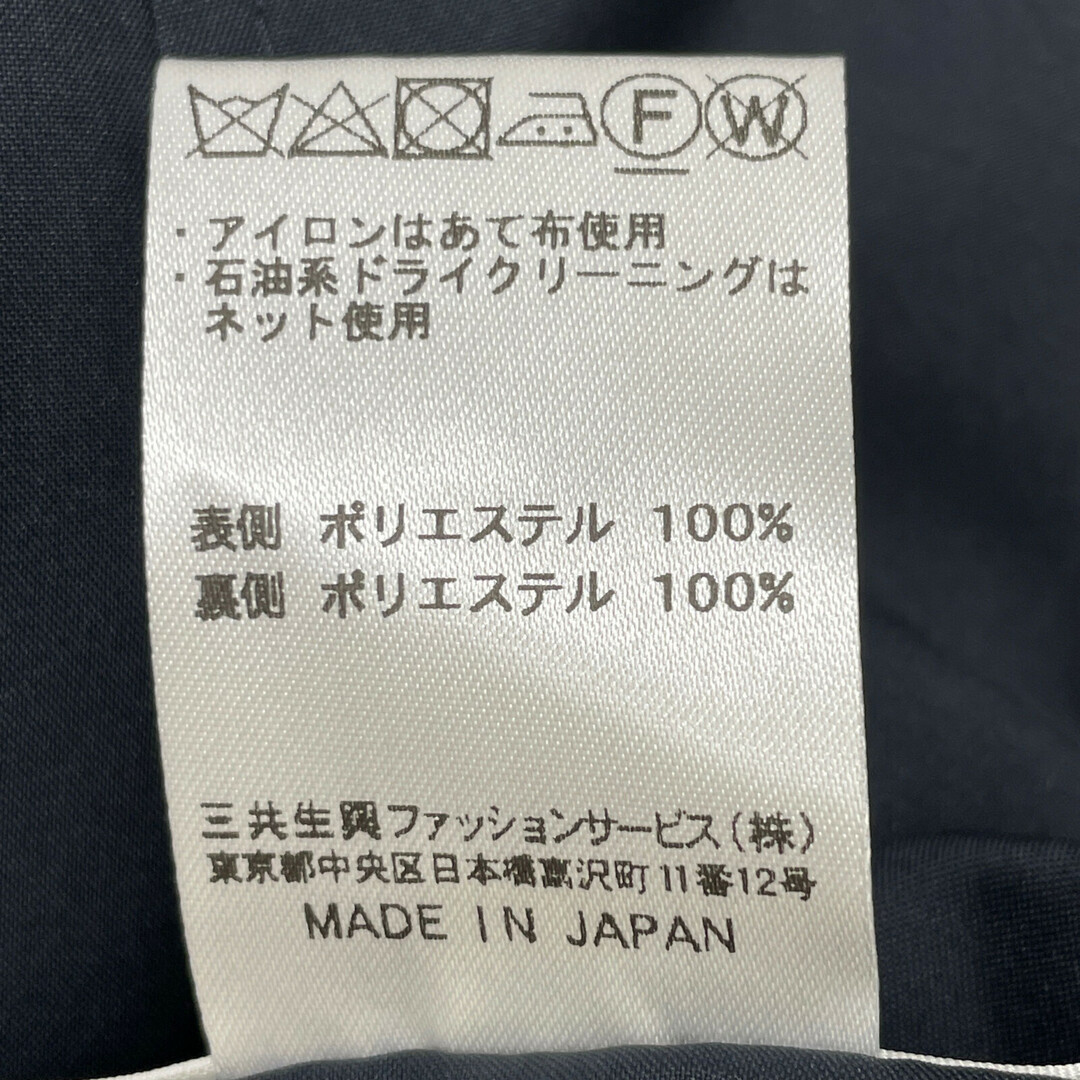 F W
・アイロンはあて布使用
・石油系ドライクリーニングは
ネット使用
表側 ポリエステル 100%
裏側 ポリエステル 100%
三共生興ファッションサービス(株)
東京都中央区日本橋富沢町11番12号
MADE IN JAPAN